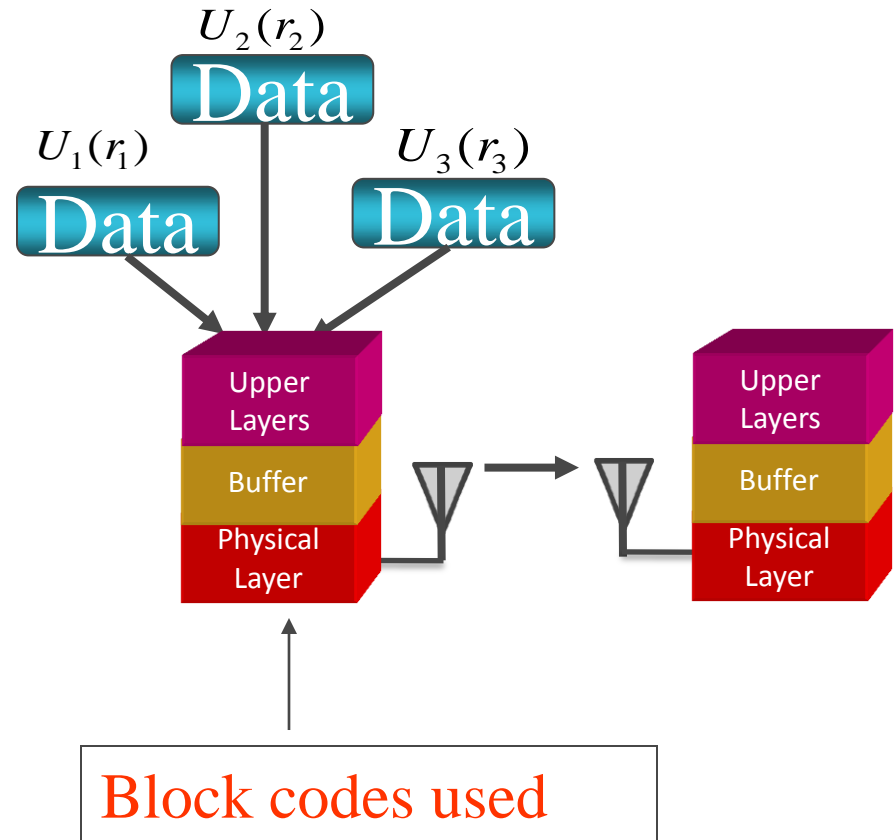 U₂(r₂)
Data
U₁(r₁)
Data
U₃(r₃)
Data
Upper
Layers
Buffer
Physical
Layer
Upper
Layers
Buffer
Physical
Layer
Block codes used